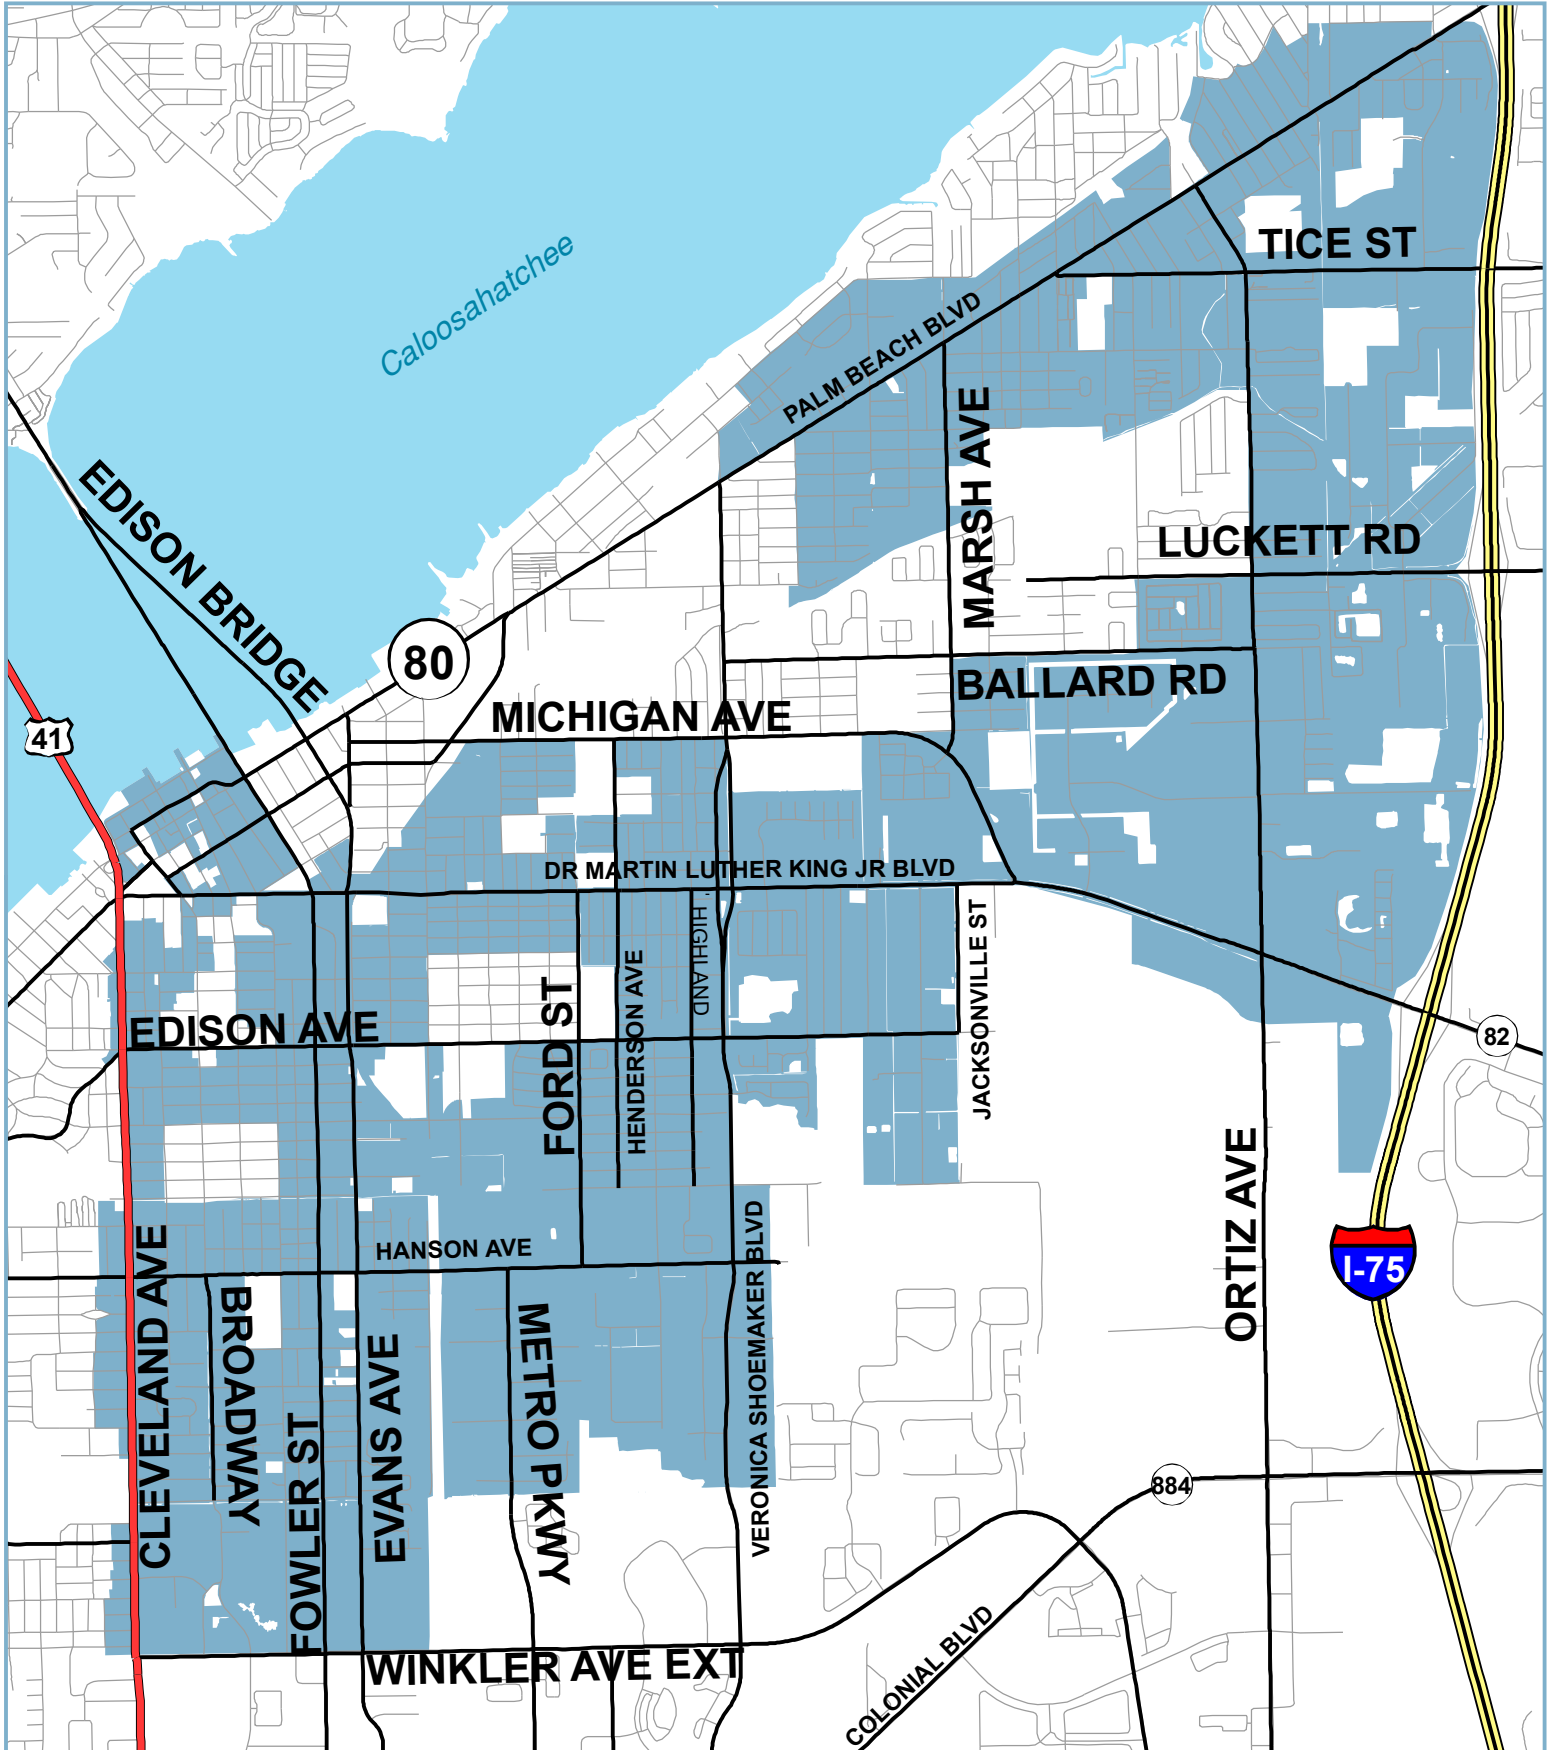 TICE ST
Caloosahatchee
PALM BEACH BLVD
MARSH AVE
EDISON BRIDGE
LUCKETT RD
80
BALLARD RD
MICHIGAN AVE
41
DR MARTIN LUTHER KING JR BLVD
HIGHLAND
JACKSONVILLE ST
HENDERSON AVE
FORD ST
EDISON AVE
82
ORTIZ AVE
HANSON AVE
I-75
CLEVELAND AVE
BROADWAY
FOWLER ST
EVANS AVE
METRO PKWY
VERONICA SHOEMAKER BLVD
884
COLONIAL BLVD
WINKLER AVE EXT